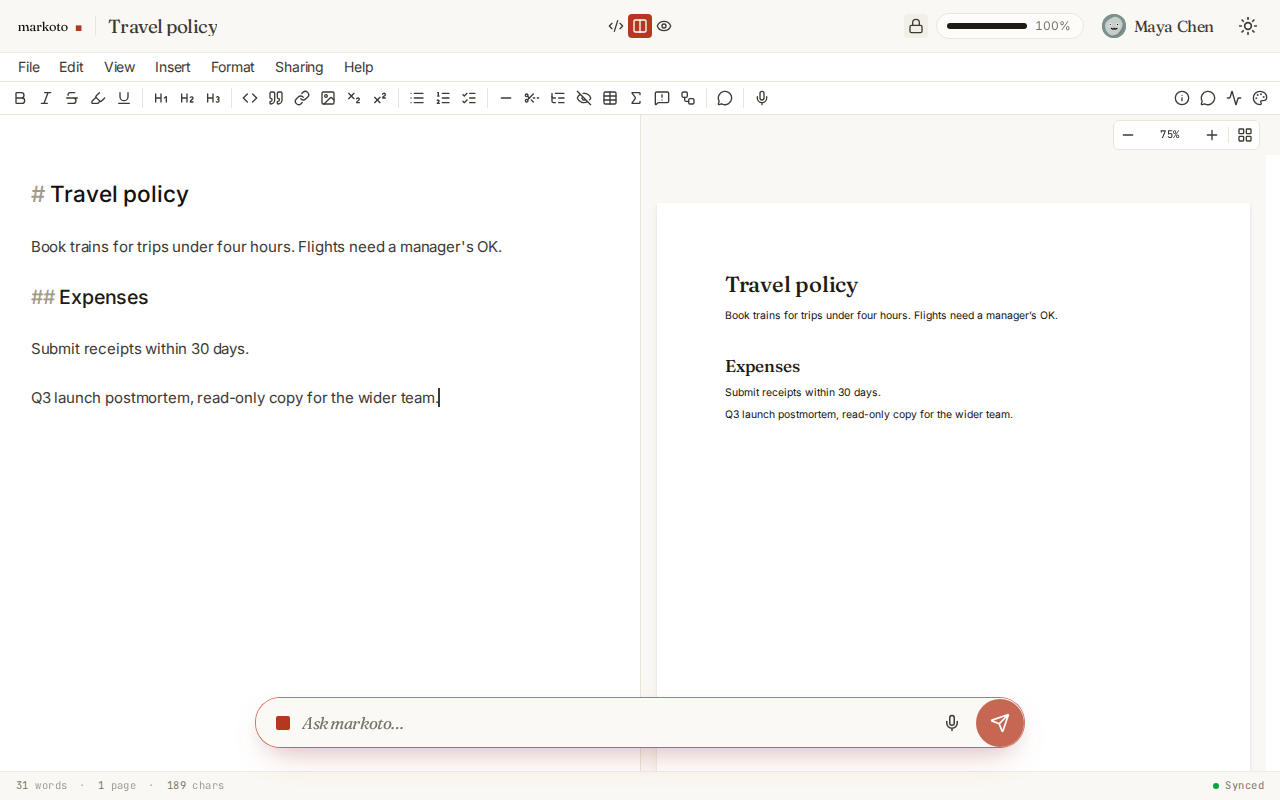 markoto
Travel policy
100%
Maya Chen
File Edit View Insert Format Sharing Help
H1 H2 H3
75%
# Travel policy
Book trains for trips under four hours. Flights need a manager's OK.
## Expenses
Submit receipts within 30 days.
Q3 launch postmortem, read-only copy for the wider team.
Travel policy
Book trains for trips under four hours. Flights need a manager’s OK.
Expenses
Submit receipts within 30 days.
Q3 launch postmortem, read-only copy for the wider team.
Ask markoto...
31 words · 1 page · 189 chars
Synced